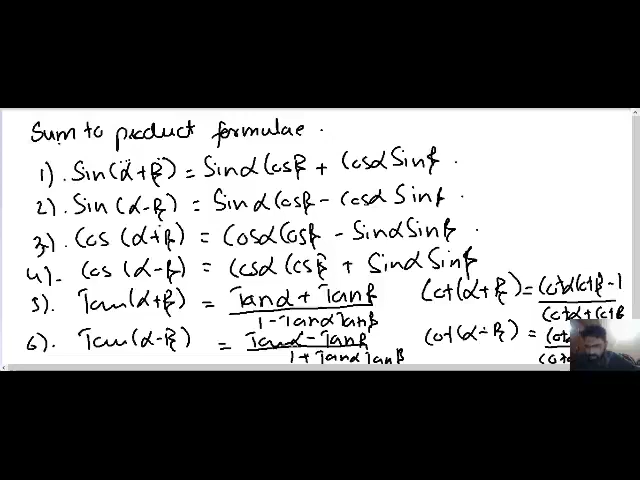 Sum to product formulae.
1). Sin(α+β) = Sinα Cosβ + Cosα Sinβ.
2). Sin (α-β) = Sinα Cosβ - Cosα Sinβ.
3). Cos (α+β) = Cosα Cosβ - Sinα Sinβ.
4). Cos (α-β) = Cosα Cosβ + Sinα Sinβ
5). Tan(α+β) = Tanα + Tanβ / 1-Tanα Tanβ Cot(α+β) = Cotα Cotβ -1 / Cotα + Cotβ
6). Tan(α-β) = Tanα - Tanβ / 1+Tanα Tanβ Cot(α-β) =